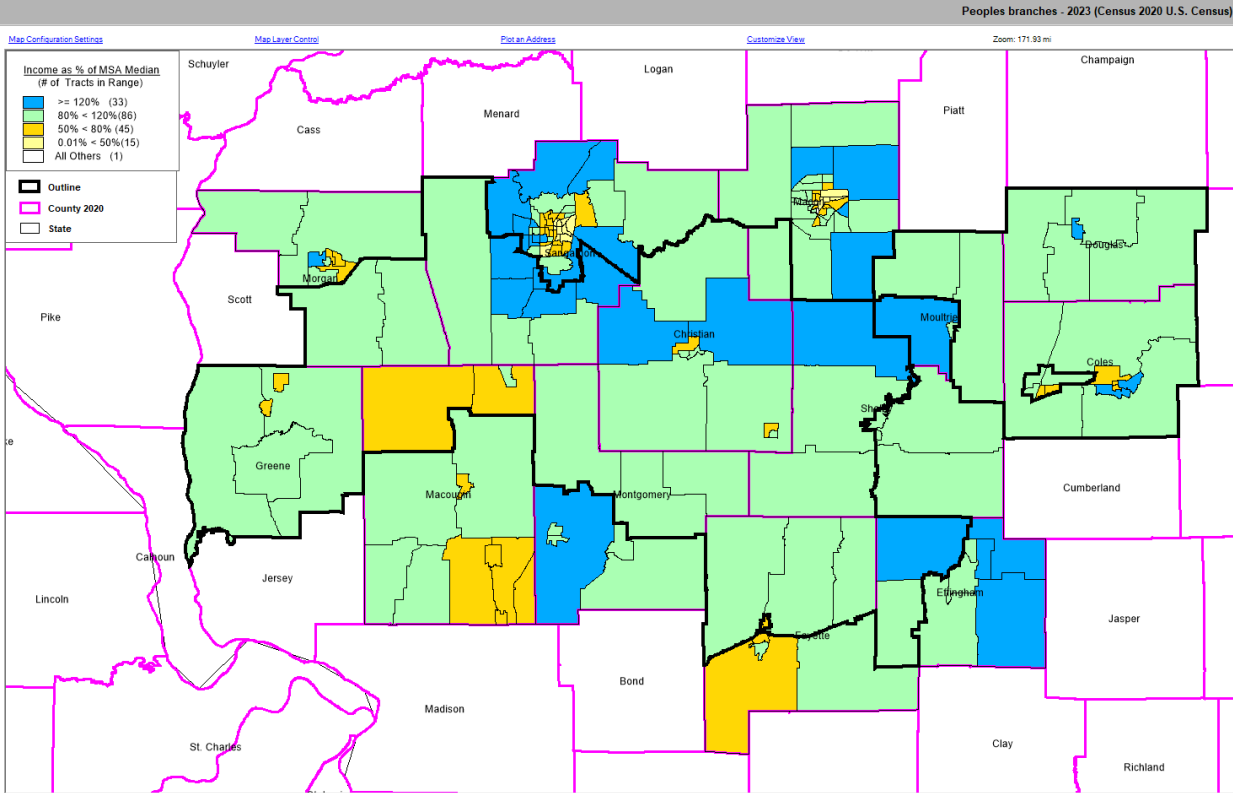 Peoples branches - 2023 (Census 2020 U.S. Census)
Map Configuration Settings
Map Layer Control
Plot an Address
Customize View
Zoom: 171.93 mi
Income as % of MSA Median
(# of Tracts in Range)
>= 120% (33)
80% < 120%(86)
50% < 80% (45)
0.01% < 50%(15)
All Others (1)
Outline
County 2020
State
Schuyler
Logan
Champaign
Menard
Piatt
Cass
Sangamon
Douglas
Morgan
Scott
Pike
Moultrie
Christian
Coles
Greene
Macoupin
Montgomery
Cumberland
Calhoun
Jersey
Effingham
Lincoln
Jasper
Fayette
Bond
Madison
St. Charles
Clay
Richland